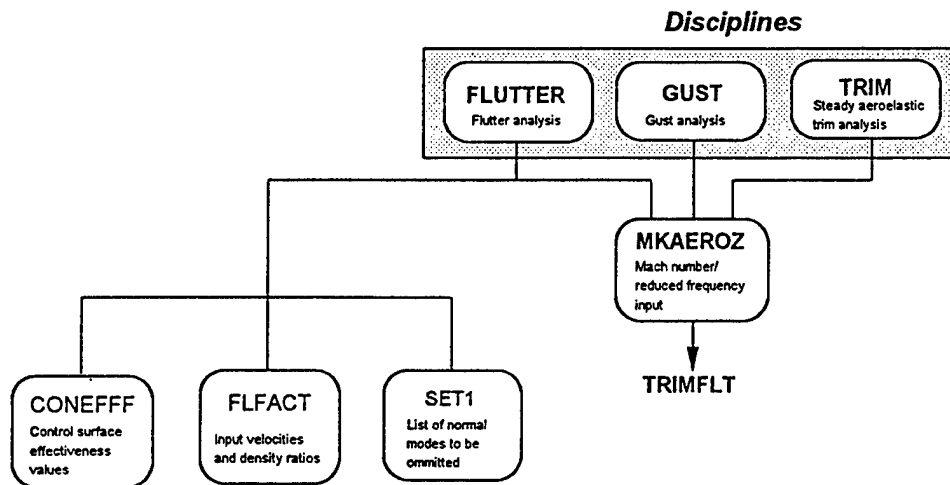 Disciplines
FLUTTER
Flutter analysis
GUST
Gust analysis
TRIM
Steady aeroelastic
trim analysis
MKAEROZ
Mach number/
reduced frequency
input
TRIMFLT
CONEFFF
Control surface
effectiveness
values
FLFACT
Input velocities
and density ratios
SET1
List of normal
modes to be
ommitted